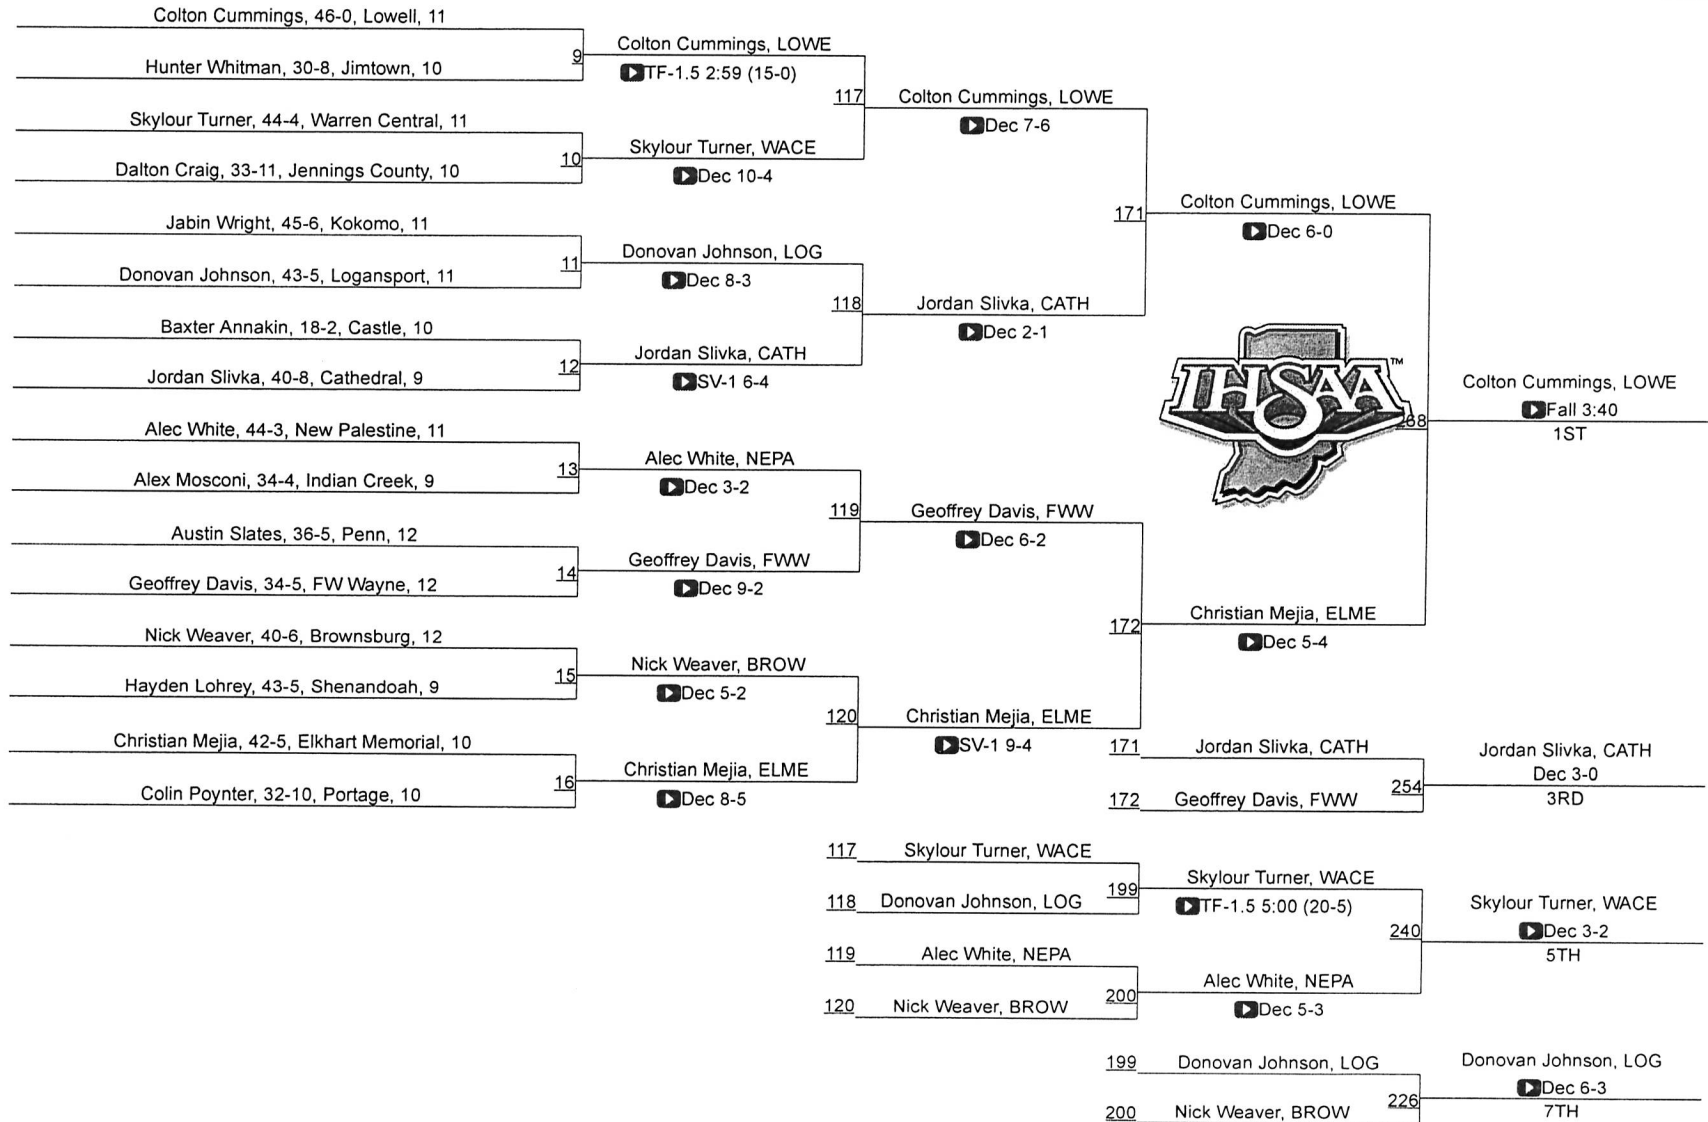 Colton Cummings, 46-0, Lowell, 11
9
Hunter Whitman, 30-8, Jimtown, 10
Colton Cummings, LOWE
TF-1.5 2:59 (15-0)
Skylour Turner, 44-4, Warren Central, 11
10
Dalton Craig, 33-11, Jennings County, 10
Skylour Turner, WACE
Dec 10-4
117
Colton Cummings, LOWE
Dec 7-6
Jabin Wright, 45-6, Kokomo, 11
11
Donovan Johnson, 43-5, Logansport, 11
Donovan Johnson, LOG
Dec 8-3
Baxter Annakin, 18-2, Castle, 10
12
Jordan Slivka, 40-8, Cathedral, 9
Jordan Slivka, CATH
SV-1 6-4
118
Jordan Slivka, CATH
Dec 2-1
171
Colton Cummings, LOWE
Dec 6-0
Alec White, 44-3, New Palestine, 11
13
Alex Mosconi, 34-4, Indian Creek, 9
Alec White, NEPA
Dec 3-2
Austin Slates, 36-5, Penn, 12
14
Geoffrey Davis, 34-5, FW Wayne, 12
Geoffrey Davis, FWW
Dec 9-2
119
Geoffrey Davis, FWW
Dec 6-2
Nick Weaver, 40-6, Brownsburg, 12
15
Hayden Lohrey, 43-5, Shenandoah, 9
Nick Weaver, BROW
Dec 5-2
Christian Mejia, 42-5, Elkhart Memorial, 10
16
Colin Poynter, 32-10, Portage, 10
Christian Mejia, ELME
Dec 8-5
120
Christian Mejia, ELME
SV-1 9-4
172
Christian Mejia, ELME
Dec 5-4
IHSAA™
Colton Cummings, LOWE
Fall 3:40
1ST
171 Jordan Slivka, CATH
172 Geoffrey Davis, FWW
254
Jordan Slivka, CATH
Dec 3-0
3RD
117 Skylour Turner, WACE
118 Donovan Johnson, LOG
199
Skylour Turner, WACE
TF-1.5 5:00 (20-5)
119 Alec White, NEPA
120 Nick Weaver, BROW
200
Alec White, NEPA
Dec 5-3
240
Skylour Turner, WACE
Dec 3-2
5TH
199 Donovan Johnson, LOG
200 Nick Weaver, BROW
226
Donovan Johnson, LOG
Dec 6-3
7TH